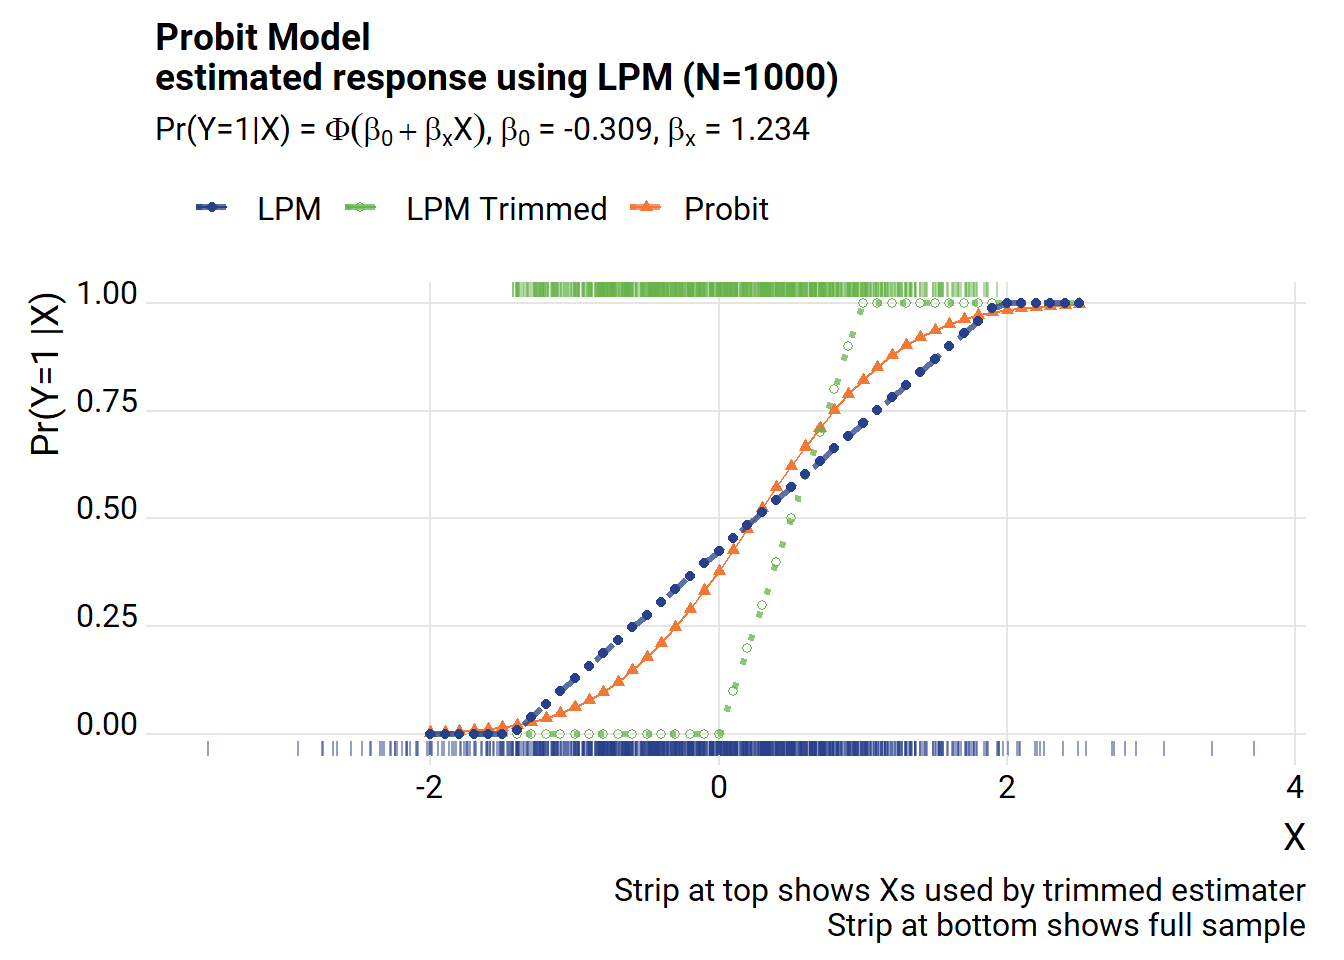 Probit Model
estimated response using LPM (N=1000)
Pr(Y=1|X) = Φ(β₀ + βₓX), β₀ = -0.309, βₓ = 1.234
LPM LPM Trimmed Probit
Pr(Y=1 |X)
1.00
0.75
0.50
0.25
0.00
-2 0 2 4
X
Strip at top shows Xs used by trimmed estimater
Strip at bottom shows full sample